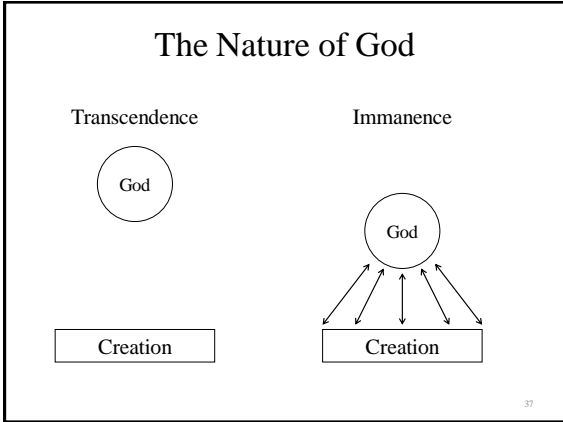 The Nature of God
Transcendence
Immanence
God
God
Creation
Creation
37